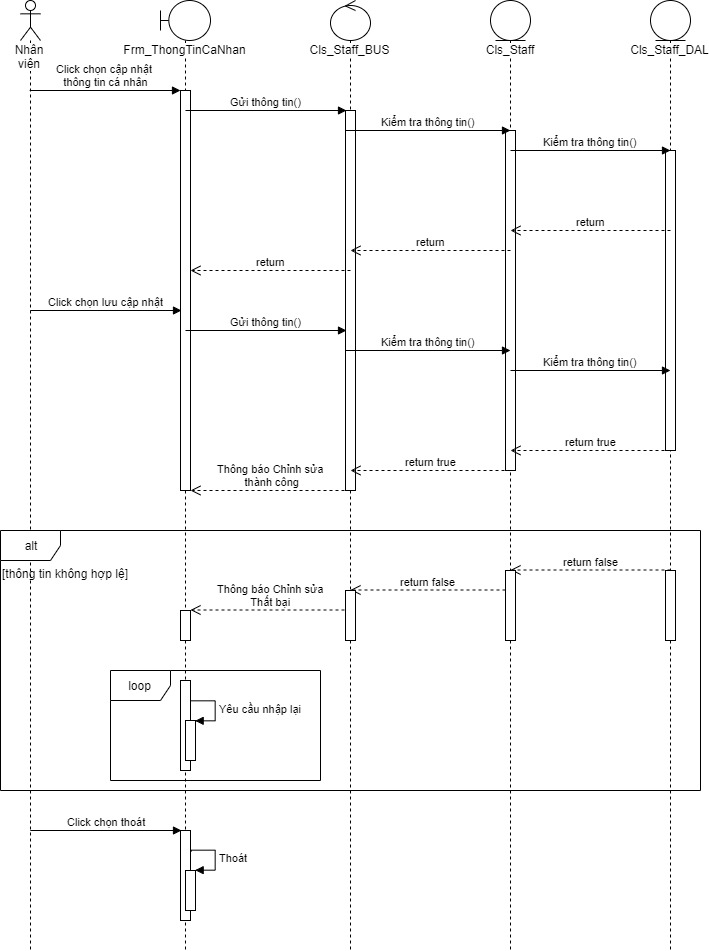 Nhân
viên
Frm_ThongTinCaNhan
Cls_Staff_BUS
Cls_Staff
Cls_Staff_DAL
Click chọn cập nhật
thông tin cá nhân
Gửi thông tin()
Kiểm tra thông tin()
Kiểm tra thông tin()
return
return
return
Click chọn lưu cập nhật
Gửi thông tin()
Kiểm tra thông tin()
Kiểm tra thông tin()
return true
return true
Thông báo Chỉnh sửa
thành công
alt
[thông tin không hợp lệ]
return false
return false
Thông báo Chỉnh sửa
Thất bại
loop
Yêu cầu nhập lại
Click chọn thoát
Thoát